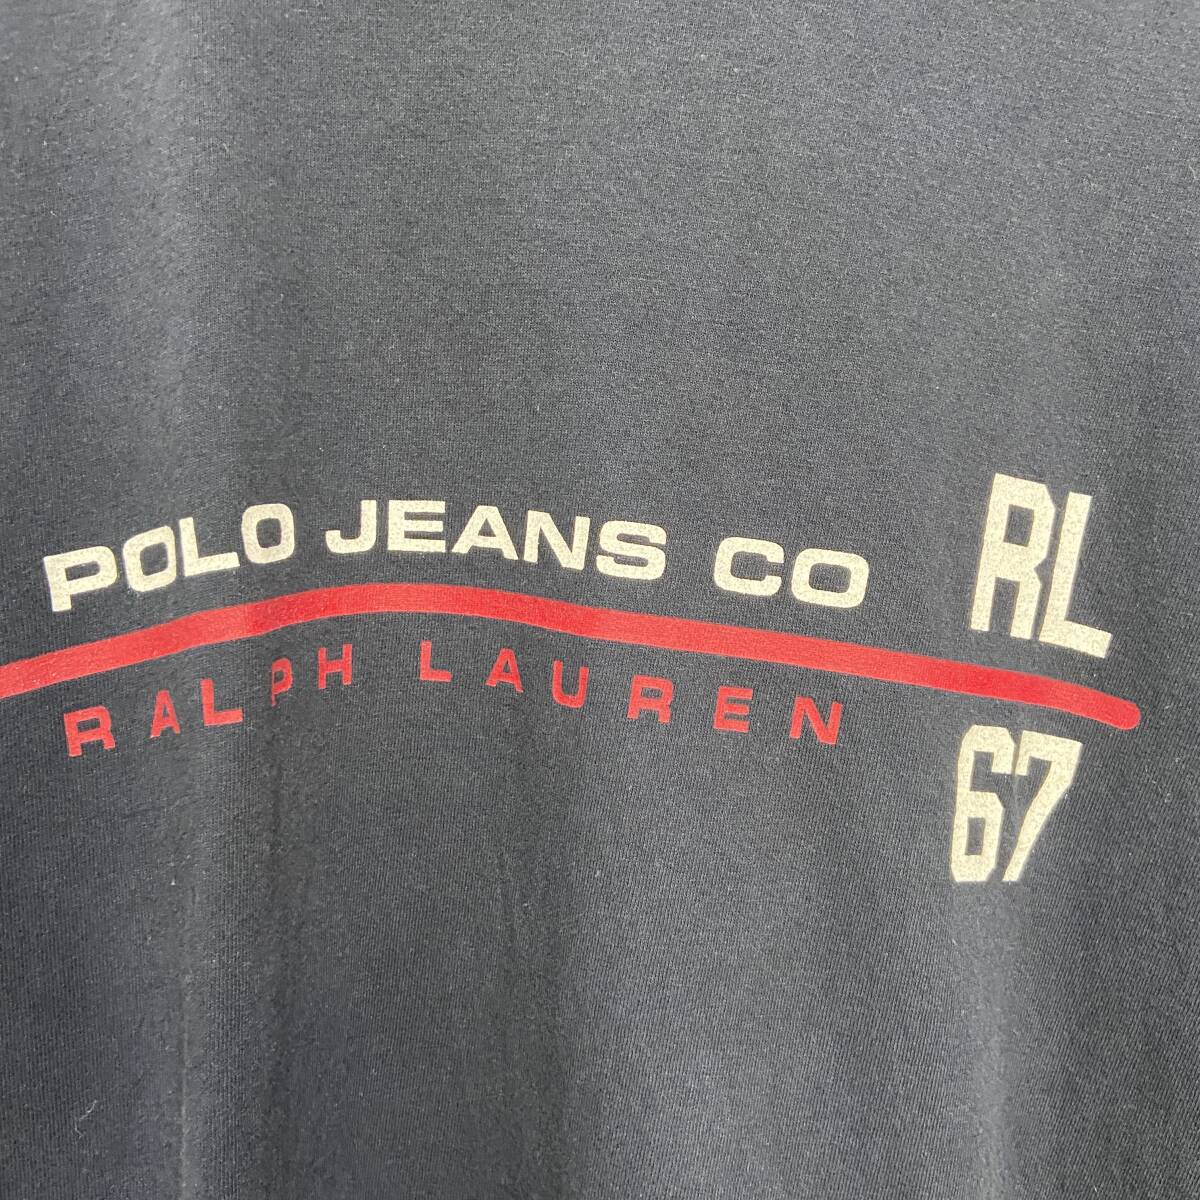 POLO JEANS CO
RL
RALPH LAUREN
67